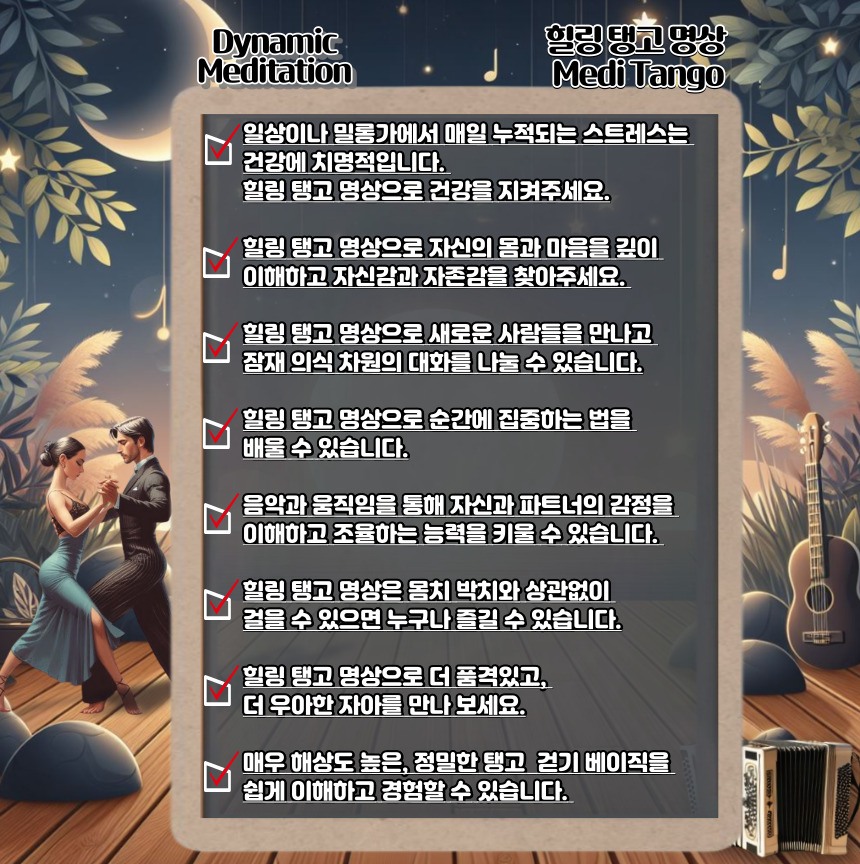 Dynamic
Meditation
힐링 탱고 명상
Medi Tango
일상이나 밀롱가에서 매일 누적되는 스트레스는
건강에 치명적입니다.
힐링 탱고 명상으로 건강을 지켜주세요.
힐링 탱고 명상으로 자신의 몸과 마음을 깊이
이해하고 자신감과 자존감을 찾아주세요.
힐링 탱고 명상으로 새로운 사람들을 만나고
잠재 의식 차원의 대화를 나눌 수 있습니다.
힐링 탱고 명상으로 순간에 집중하는 법을
배울 수 있습니다.
음악과 움직임을 통해 자신과 파트너의 감정을
이해하고 조율하는 능력을 키울 수 있습니다.
힐링 탱고 명상은 몸치 박치와 상관없이
걸을 수 있으면 누구나 즐길 수 있습니다.
힐링 탱고 명상으로 더 품격있고,
더 우아한 자아를 만나 보세요.
매우 해상도 높은, 정밀한 탱고 걷기 베이직을
쉽게 이해하고 경험할 수 있습니다.